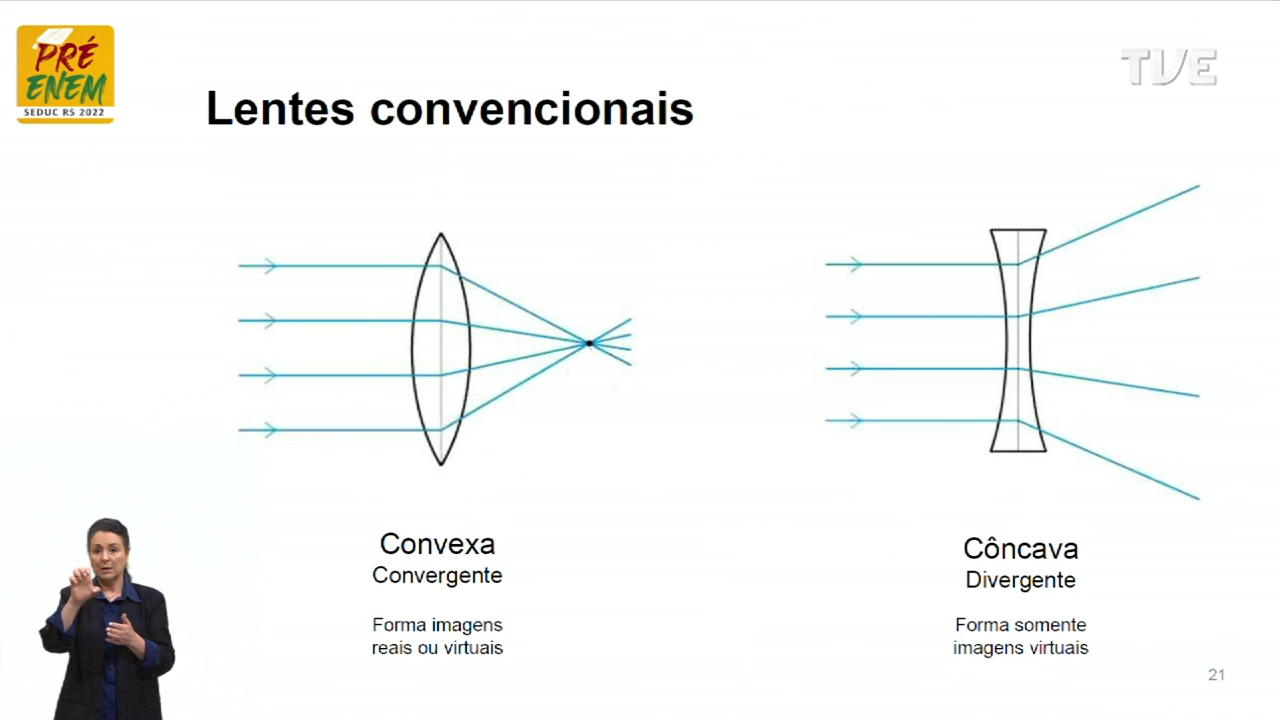 PRÉ
ENEM
SEDUC RS 2022
TVE
Lentes convencionais
Convexa
Convergente
Forma imagens
reais ou virtuais
Côncava
Divergente
Forma somente
imagens virtuais
21